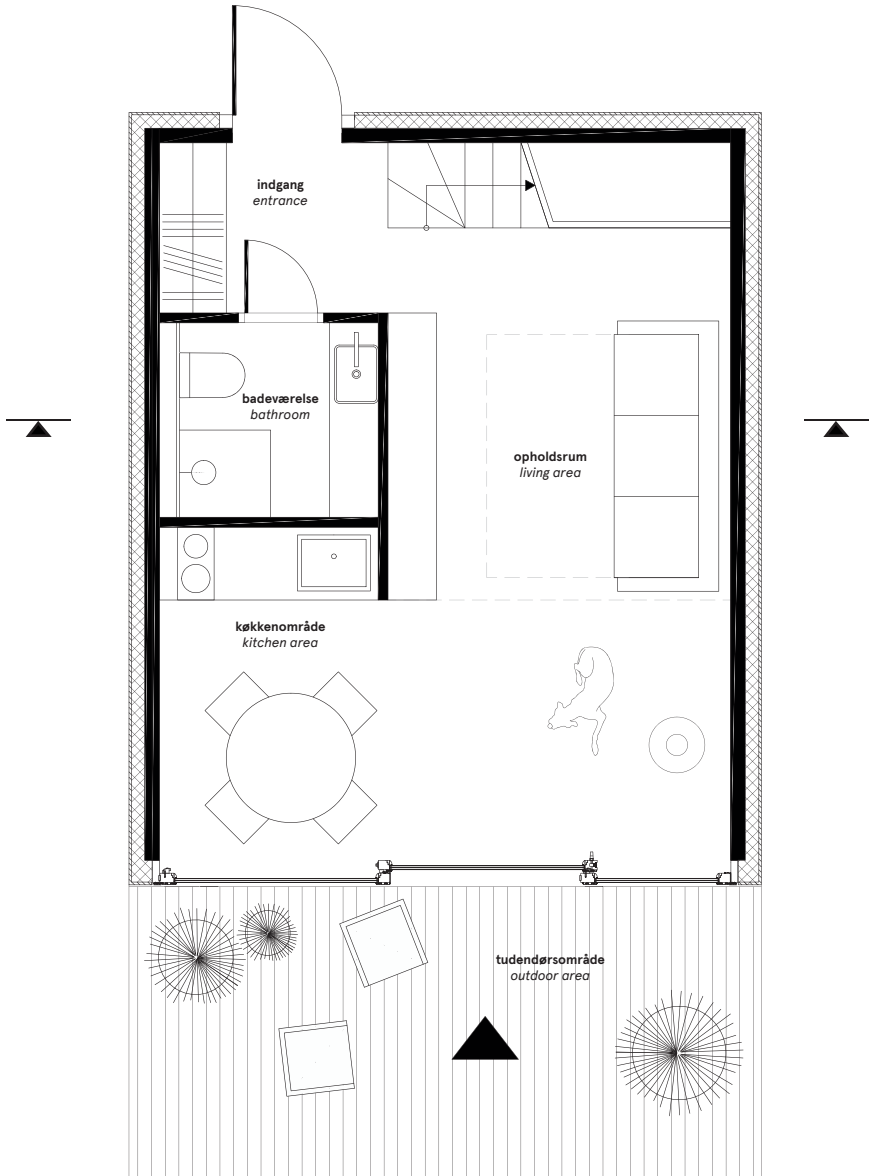 indgang
entrance
badeværelse
bathroom
opholdsrum
living area
køkkenområde
kitchen area
tudendørsområde
outdoor area